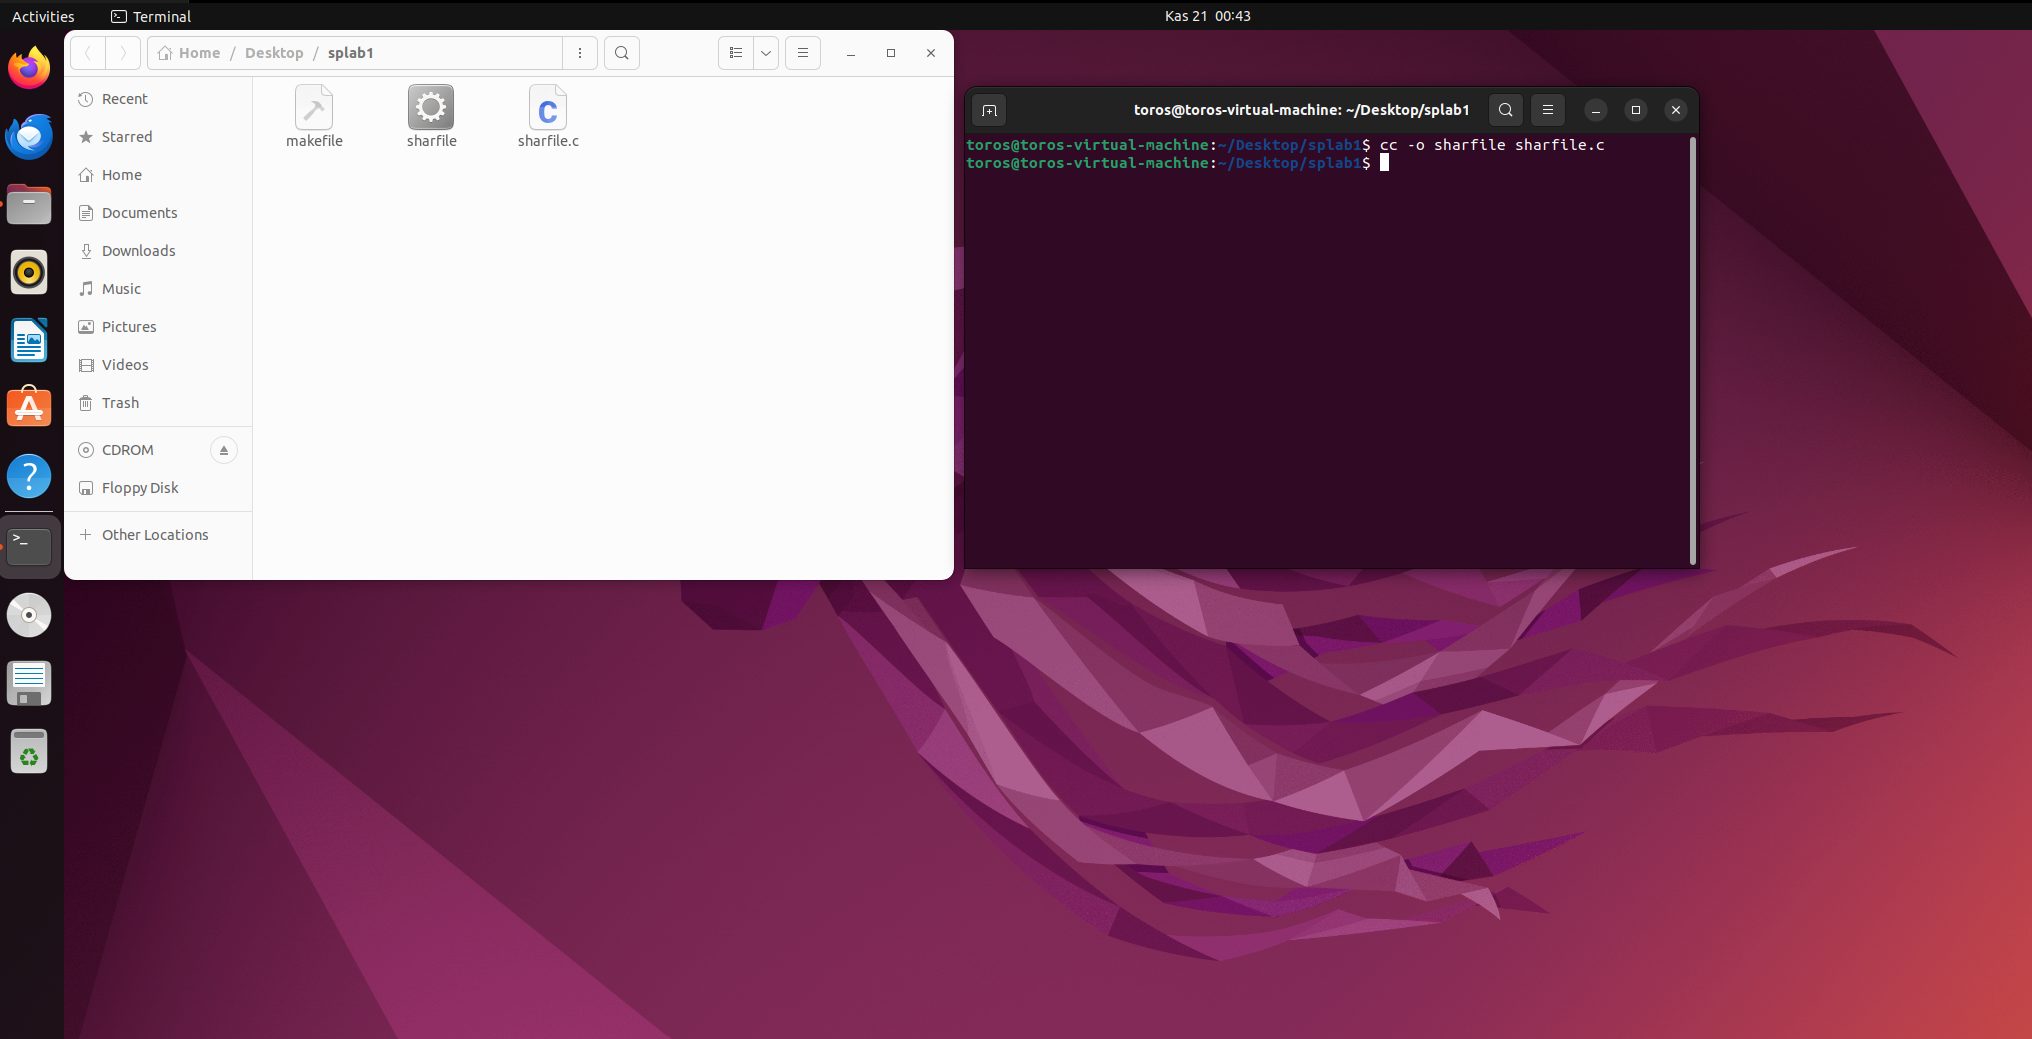 Activities
Terminal
Kas 21 00:43
Home / Desktop / splab1
Recent
Starred
Home
Documents
Downloads
Music
Pictures
Videos
Trash
CDROM
Floppy Disk
Other Locations
makefile
sharfile
C
sharfile.c
toros@toros-virtual-machine: ~/Desktop/splab1
toros@toros-virtual-machine:~/Desktop/splab1$ cc -o sharfile sharfile.c
toros@toros-virtual-machine:~/Desktop/splab1$
?
>_